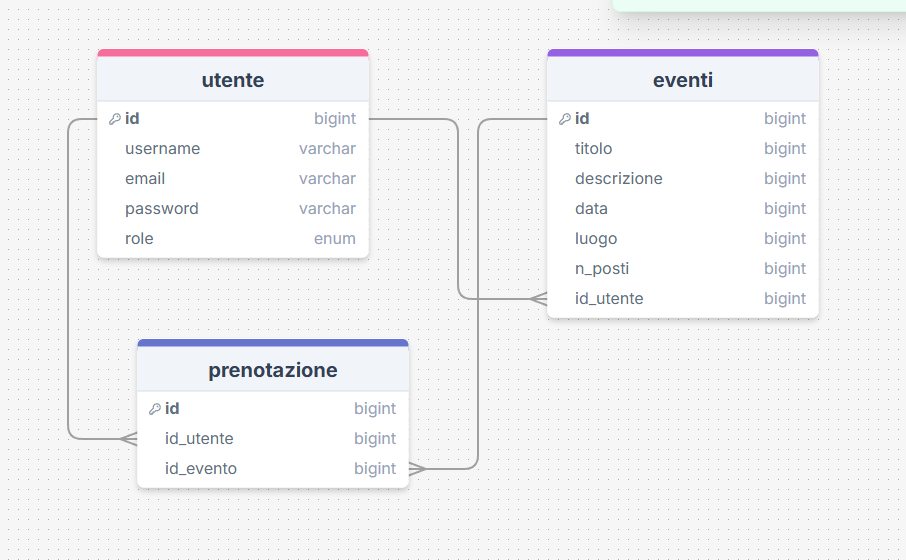 utente
id bigint
username varchar
email varchar
password varchar
role enum
eventi
id bigint
titolo bigint
descrizione bigint
data bigint
luogo bigint
n_posti bigint
id_utente bigint
prenotazione
id bigint
id_utente bigint
id_evento bigint